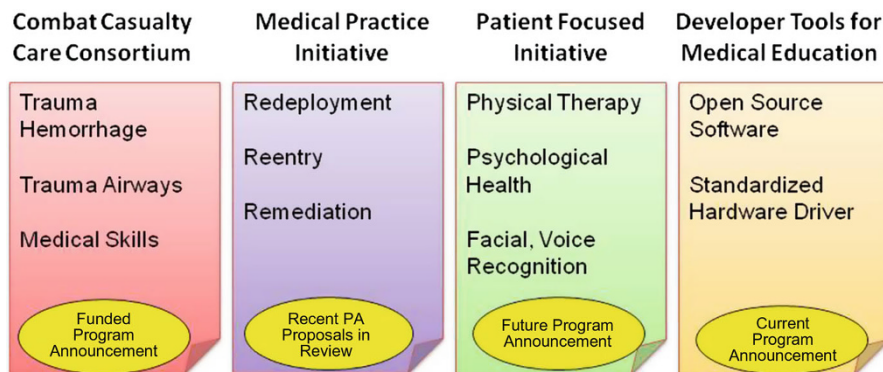 Combat Casualty
Care Consortium
Trauma
Hemorrhage
Trauma Airways
Medical Skills
Funded
Program
Announcement
Medical Practice
Initiative
Redeployment
Reentry
Remediation
Recent PA
Proposals in
Review
Patient Focused
Initiative
Physical Therapy
Psychological
Health
Facial, Voice
Recognition
Future Program
Announcement
Developer Tools for
Medical Education
Open Source
Software
Standardized
Hardware Driver
Current
Program
Announcement